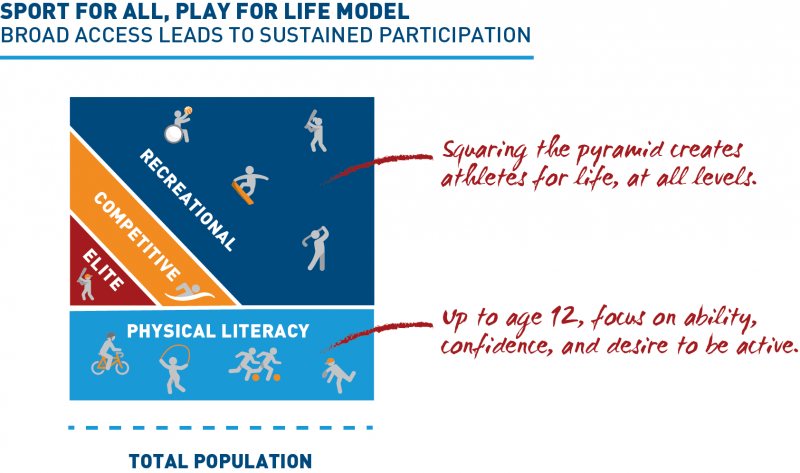 SPORT FOR ALL, PLAY FOR LIFE MODEL
BROAD ACCESS LEADS TO SUSTAINED PARTICIPATION
RECREATIONAL
COMPETITIVE
ELITE
Squaring the pyramid creates
athletes for life, at all levels.
PHYSICAL LITERACY
Up to age 12, focus on ability,
confidence, and desire to be active.
TOTAL POPULATION